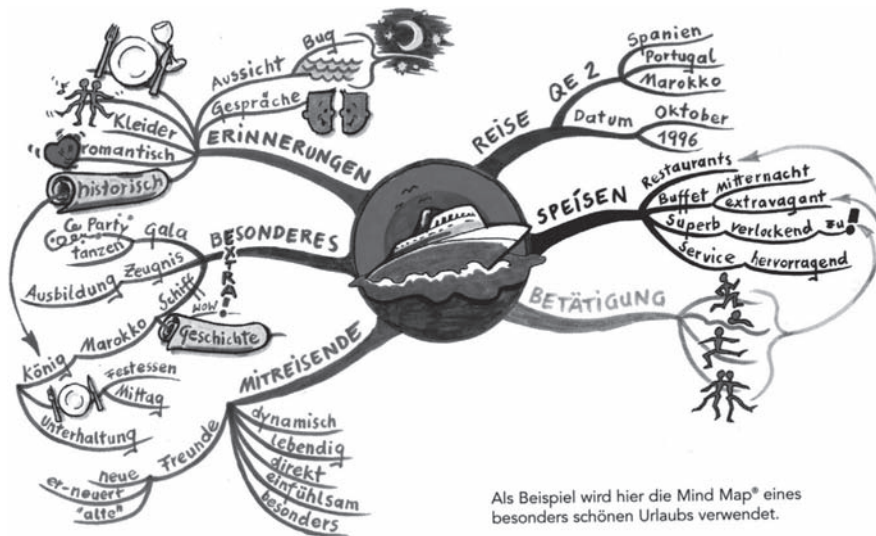 ERINNERUNGEN
Aussicht
Bug
Gespräche
Kleider
romantisch
historisch
REISE
QE 2
Spanien
Portugal
Marokko
Datum
Oktober
1996
SPEISEN
Restaurants
Buffet
Mitternacht
extravagant
Superb
verlockend
zu!
Service
hervorragend
BETÄTIGUNG
BESONDERES
EXTRA!
Gala
Party
tanzen
Zeugnis
Ausbildung
Schiff
WOW!
Geschichte
Marokko
König
Festessen
Mittag
Unterhaltung
MITREISENDE
dynamisch
lebendig
direkt
einfühlsam
besonders
Freunde
neue
er-neuert
"alte"
Als Beispiel wird hier die Mind Map® eines
besonders schönen Urlaubs verwendet.